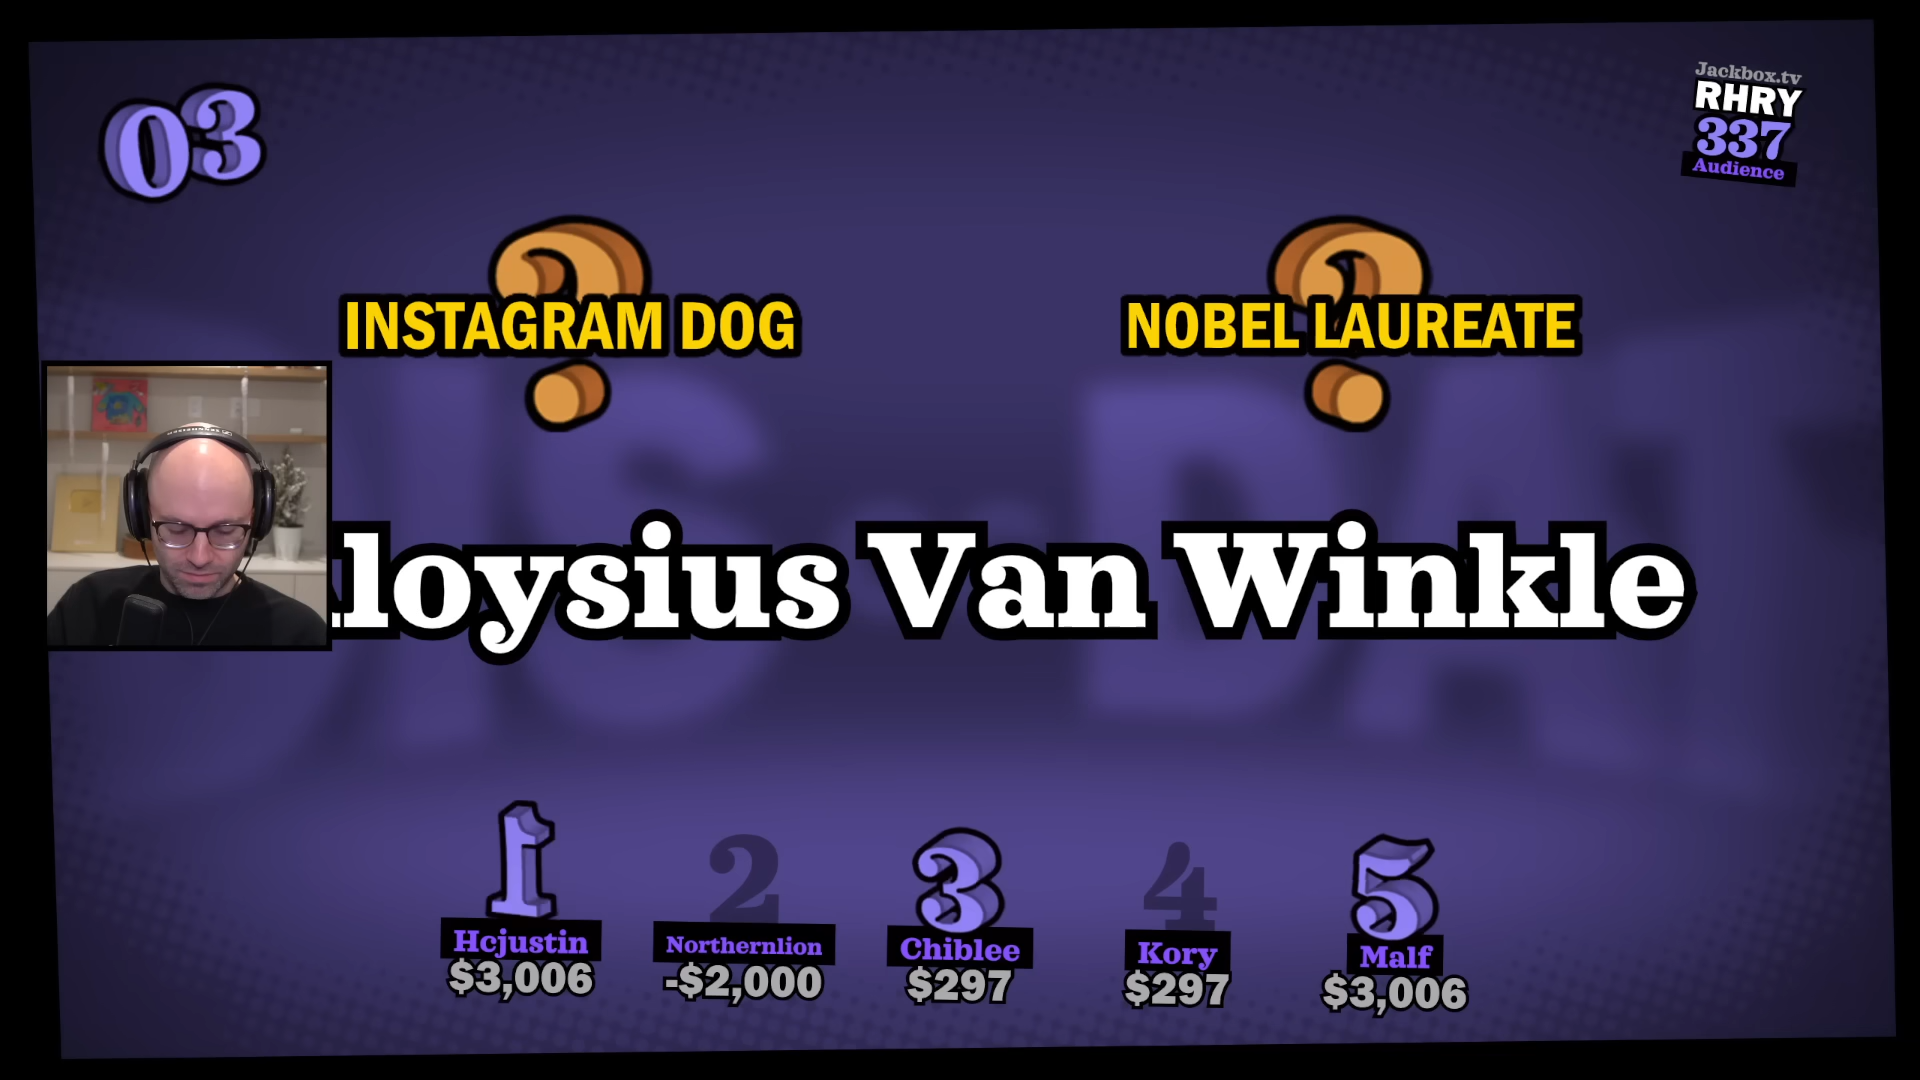 03
Jackbox.tv
RHRY
337
Audience
INSTAGRAM DOG
NOBEL LAUREATE
loysius Van Winkle
1
2
3
4
5
Hcjustin
Northernlion
Chiblee
Kory
Malf
$3,006
-$2,000
$297
$297
$3,006